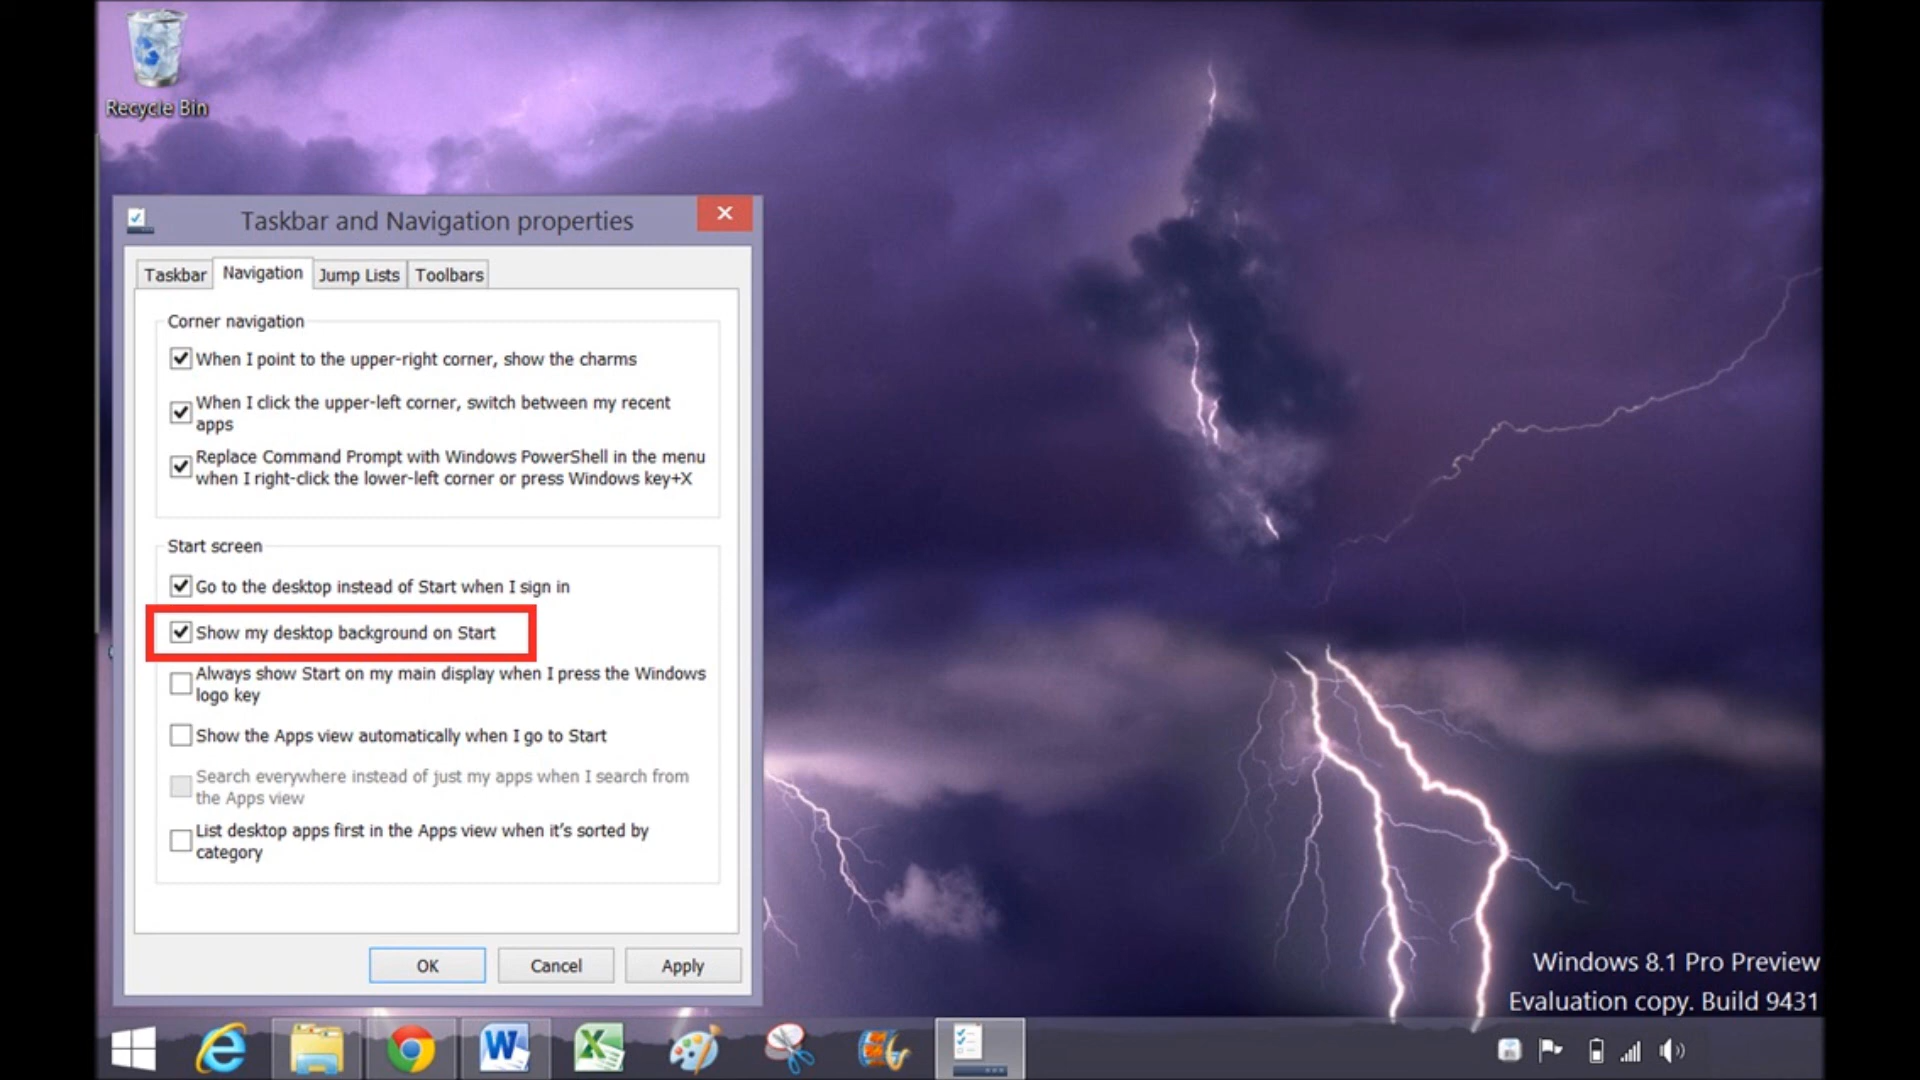 Recycle Bin
Taskbar and Navigation properties
Taskbar
Navigation
Jump Lists
Toolbars
Corner navigation
When I point to the upper-right corner, show the charms
When I click the upper-left corner, switch between my recent
apps
Replace Command Prompt with Windows PowerShell in the menu
when I right-click the lower-left corner or press Windows key+X
Start screen
Go to the desktop instead of Start when I sign in
Show my desktop background on Start
Always show Start on my main display when I press the Windows
logo key
Show the Apps view automatically when I go to Start
Search everywhere instead of just my apps when I search from
the Apps view
List desktop apps first in the Apps view when it's sorted by
category
OK
Cancel
Apply
Windows 8.1 Pro Preview
Evaluation copy. Build 9431